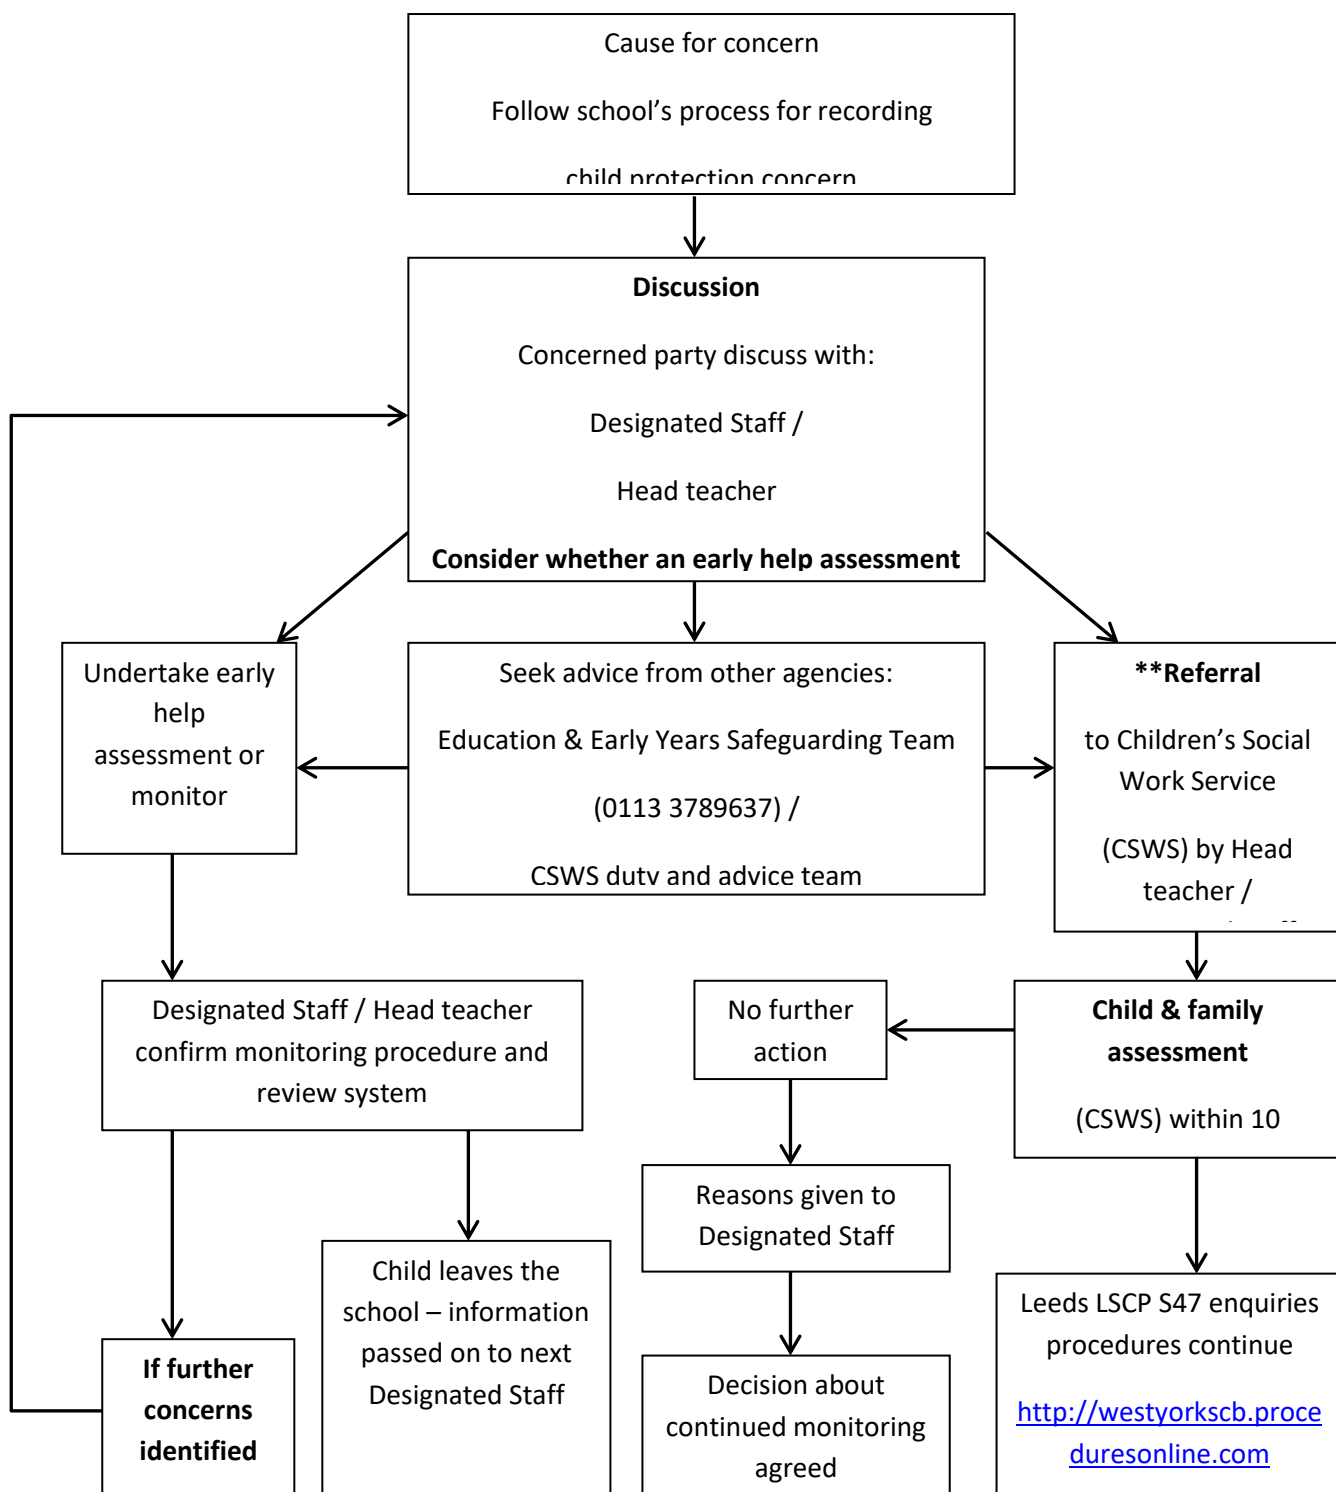 Cause for concern
Follow school’s process for recording
child protection concern
Discussion
Concerned party discuss with:
Designated Staff /
Head teacher
Consider whether an early help assessment
Undertake early
help
assessment or
monitor
Seek advice from other agencies:
Education & Early Years Safeguarding Team
(0113 3789637) /
CSWS duty and advice team
**Referral
to Children’s Social
Work Service
(CSWS) by Head
teacher /
Designated Staff / Head teacher
confirm monitoring procedure and
review system
No further
action
Child & family
assessment
(CSWS) within 10
Reasons given to
Designated Staff
Child leaves the
school – information
passed on to next
Designated Staff
Leeds LSCP S47 enquiries
procedures continue
http://westyorkscb.proce
duresonline.com
If further
concerns
identified
Decision about
continued monitoring
agreed